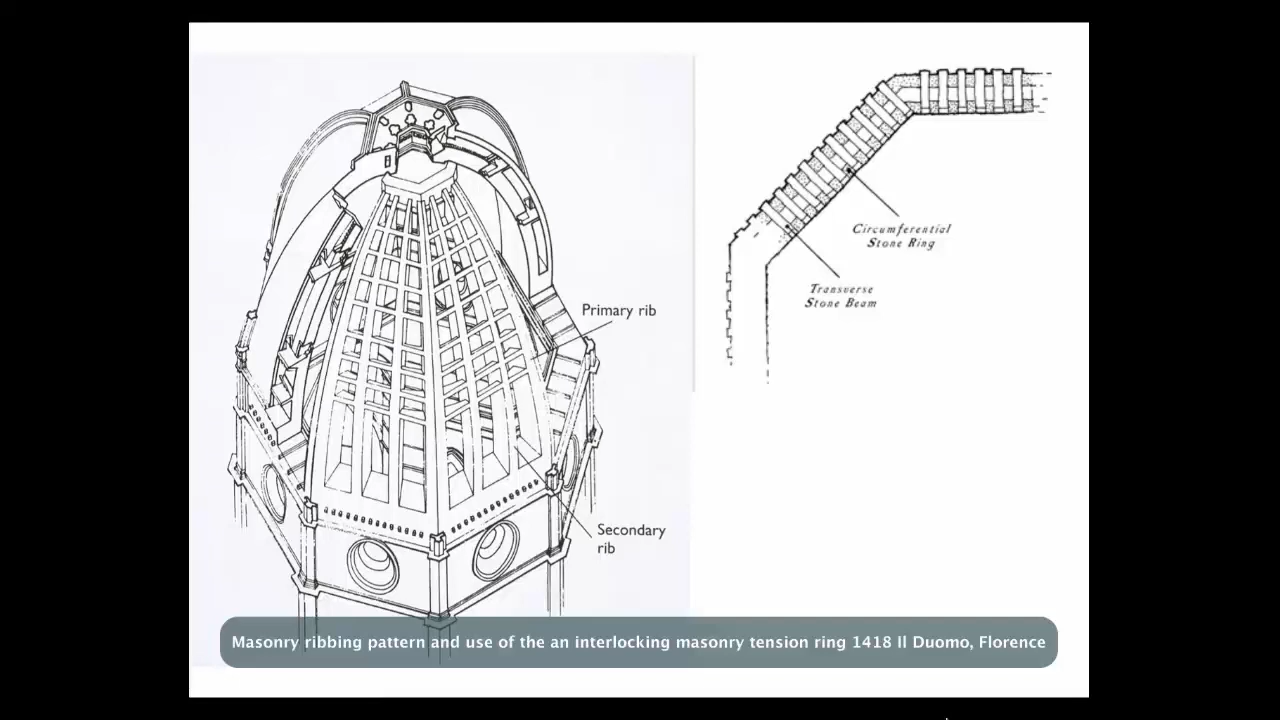 Primary rib
Secondary
rib
Circumferential
Stone Ring
Transverse
Stone Beam
Masonry ribbing pattern and use of the an interlocking masonry tension ring 1418 Il Duomo, Florence